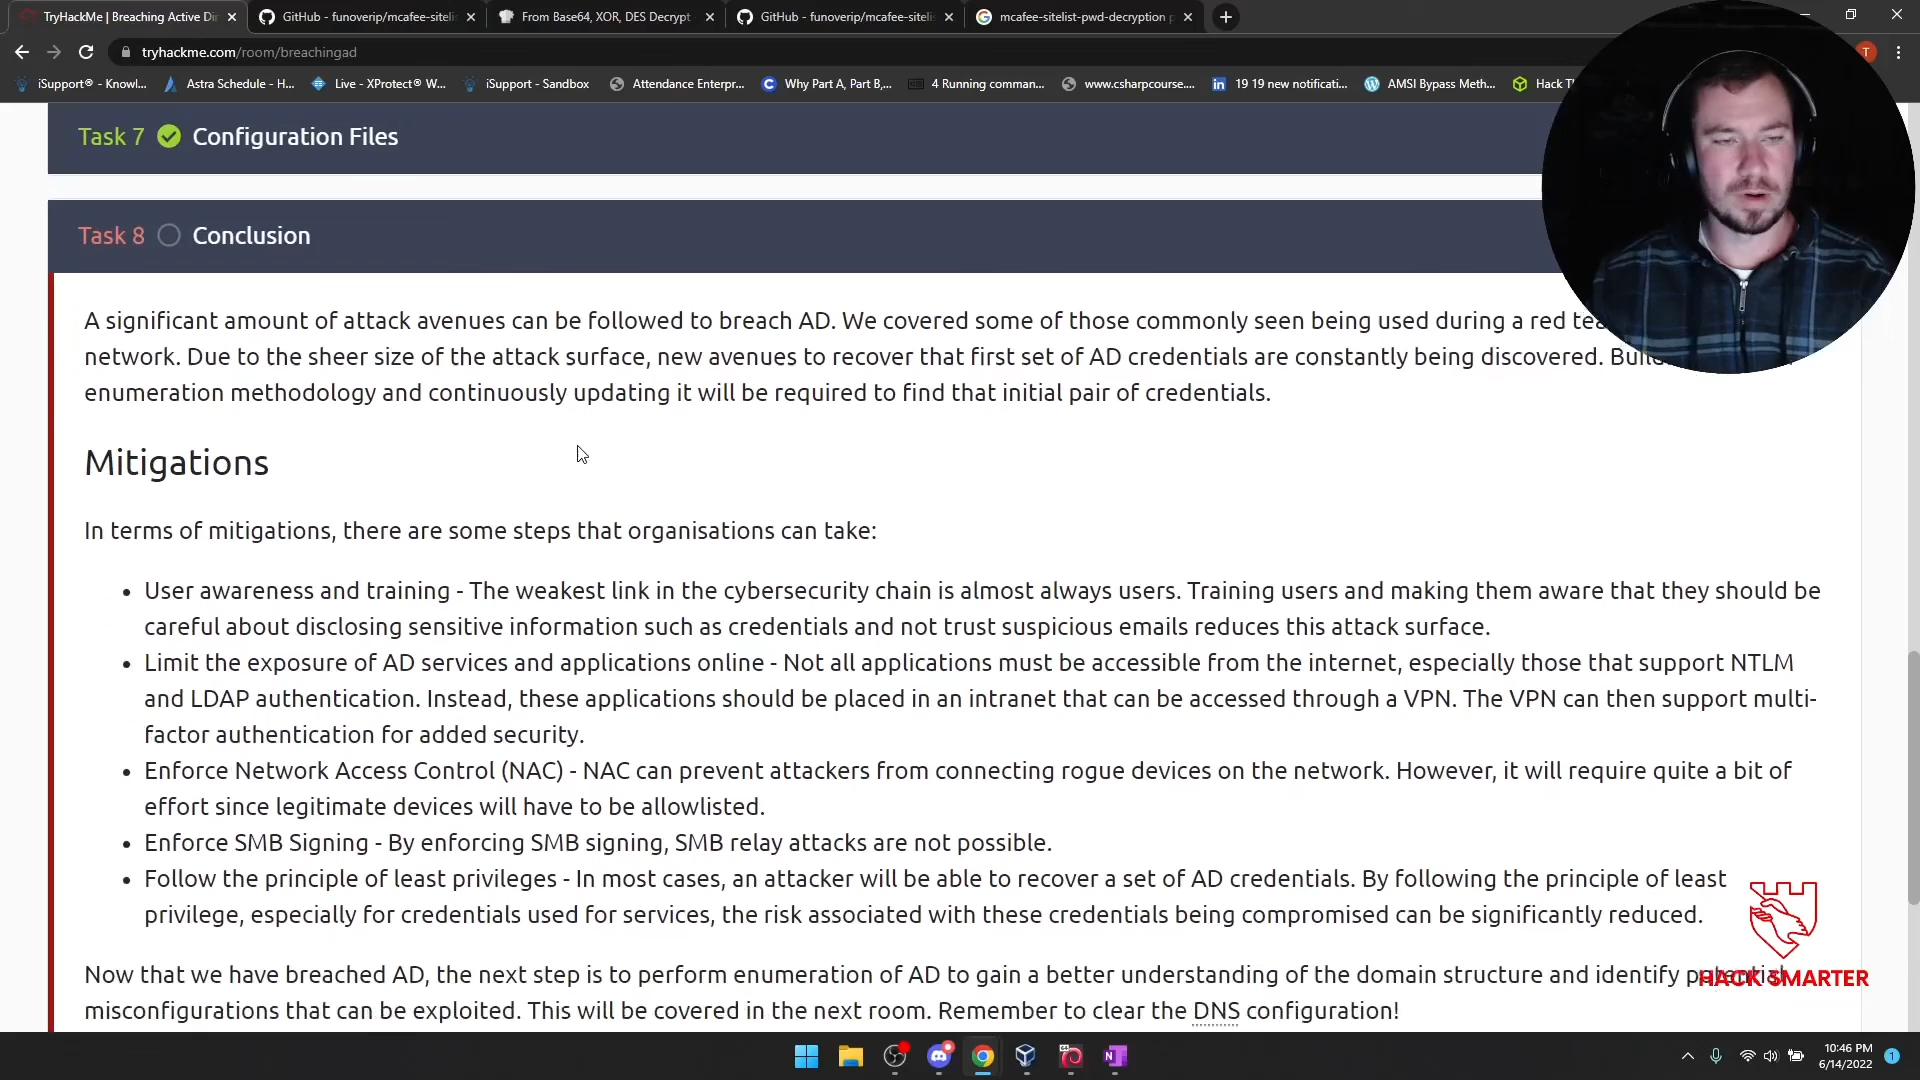 TryHackMe | Breaching Active Dir
GitHub - funoverip/mcafee-siteli
From Base64, XOR, DES Decrypt
GitHub - funoverip/mcafee-siteli
mcafee-sitelist-pwd-decryption p
tryhackme.com/room/breachingad
T
iSupport® - Knowl...
Astra Schedule - H...
Live - XProtect® W...
iSupport - Sandbox
Attendance Enterpr...
Why Part A, Part B,...
4 Running comman...
www.csharpcourse....
19 19 new notificati...
AMSI Bypass Meth...
Hack
Task 7 Configuration Files
Task 8 Conclusion
A significant amount of attack avenues can be followed to breach AD. We covered some of those commonly seen being used during a red
network. Due to the sheer size of the attack surface, new avenues to recover that first set of AD credentials are constantly being discovered.
enumeration methodology and continuously updating it will be required to find that initial pair of credentials.
Mitigations
In terms of mitigations, there are some steps that organisations can take:
• User awareness and training - The weakest link in the cybersecurity chain is almost always users. Training users and making them aware that they should be
careful about disclosing sensitive information such as credentials and not trust suspicious emails reduces this attack surface.
• Limit the exposure of AD services and applications online - Not all applications must be accessible from the internet, especially those that support NTLM
and LDAP authentication. Instead, these applications should be placed in an intranet that can be accessed through a VPN. The VPN can then support multi-
factor authentication for added security.
• Enforce Network Access Control (NAC) - NAC can prevent attackers from connecting rogue devices on the network. However, it will require quite a bit of
effort since legitimate devices will have to be allowlisted.
• Enforce SMB Signing - By enforcing SMB signing, SMB relay attacks are not possible.
• Follow the principle of least privileges - In most cases, an attacker will be able to recover a set of AD credentials. By following the principle of least
privilege, especially for credentials used for services, the risk associated with these credentials being compromised can be significantly reduced.
Now that we have breached AD, the next step is to perform enumeration of AD to gain a better understanding of the domain structure and identify
HACK SMARTER
misconfigurations that can be exploited. This will be covered in the next room. Remember to clear the DNS configuration!
10:46 PM
6/14/2022
1